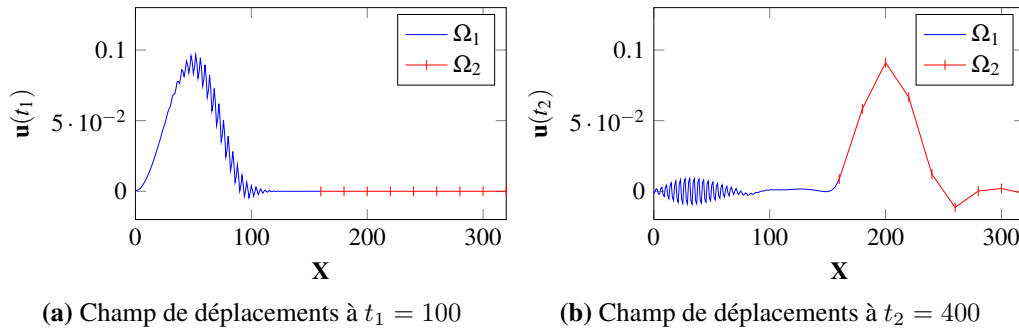 0.1
5 · 10⁻²
0
u(t₁)
0 100 200 300
X
Ω₁
Ω₂
(a) Champ de déplacements à t₁ = 100
0.1
5 · 10⁻²
0
u(t₂)
0 100 200 300
X
Ω₁
Ω₂
(b) Champ de déplacements à t₂ = 400